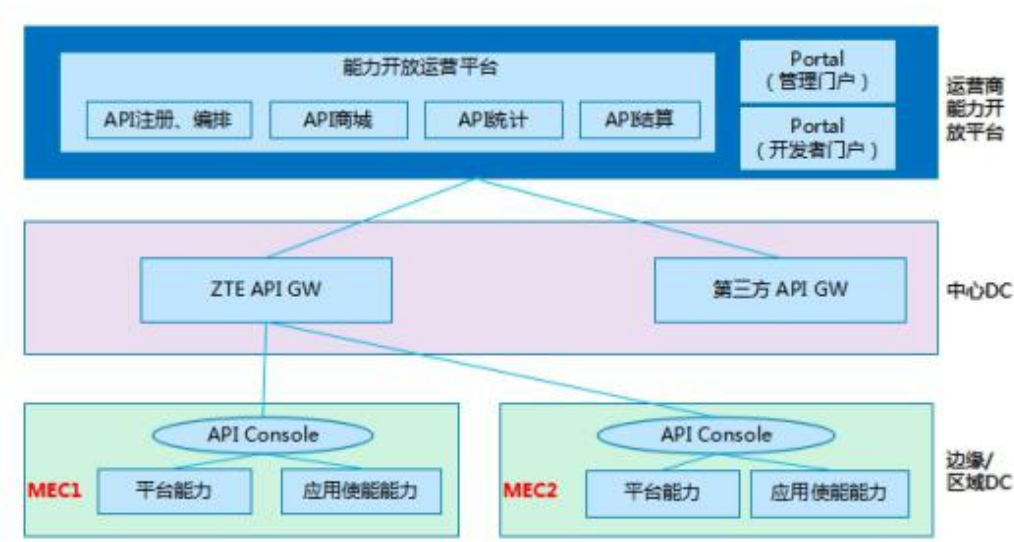 能力开放运营平台
API注册、编排
API商城
API统计
API结算
Portal
(管理门户)
Portal
(开发者门户)
运营商
能力开
放平台
ZTE API GW
第三方 API GW
中心DC
API Console
MEC1
平台能力
应用使能能力
API Console
MEC2
平台能力
应用使能能力
边缘/
区域DC